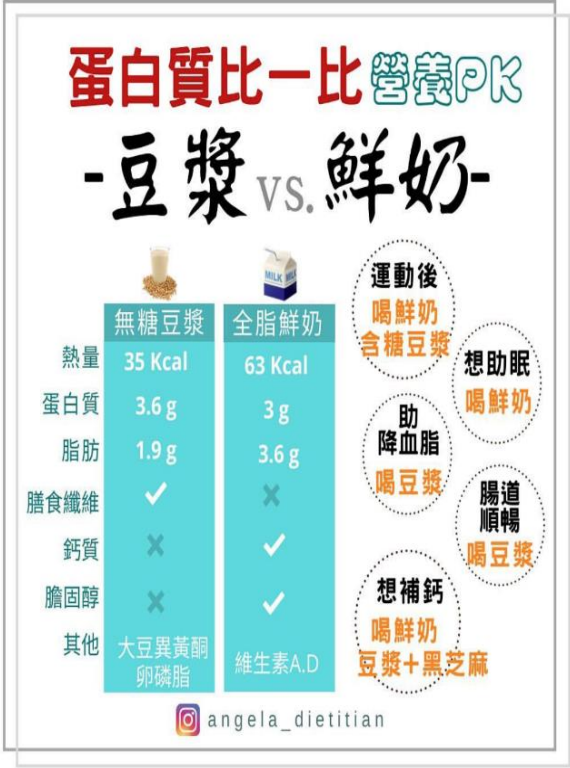 蛋白質比一比 營養PK
-豆漿 vs. 鮮奶-
MILK MILK
無糖豆漿 全脂鮮奶
熱量 35 Kcal 63 Kcal
蛋白質 3.6 g 3 g
脂肪 1.9 g 3.6 g
膳食纖維 ✓ ×
鈣質 × ✓
膽固醇 × ✓
其他 大豆異黃酮 維生素A.D
卵磷脂
運動後
喝鮮奶
含糖豆漿
想助眠
喝鮮奶
助
降血脂
喝豆漿
腸道
順暢
喝豆漿
想補鈣
喝鮮奶
豆漿+黑芝麻
angela_dietitian